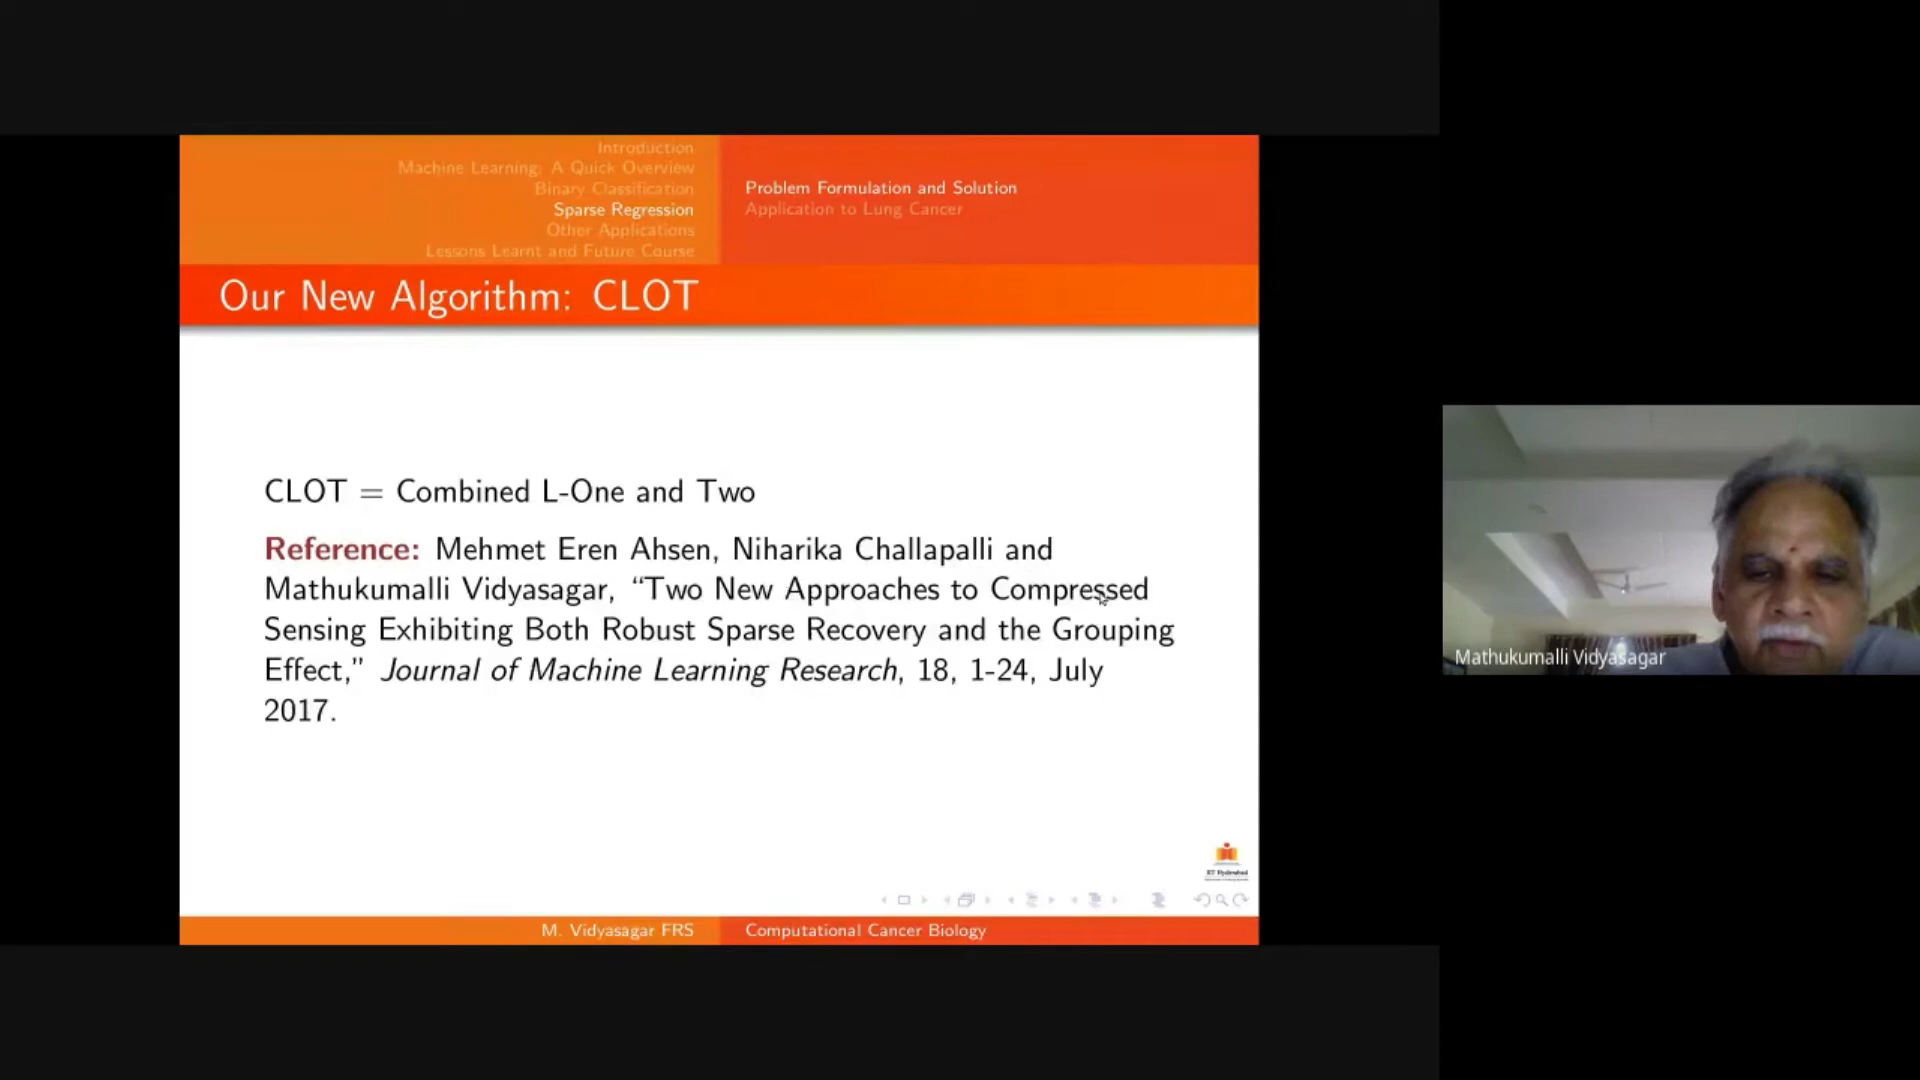 Introduction
Machine Learning: A Quick Overview
Binary Classification
Sparse Regression
Other Applications
Lessons Learnt and Future Course
Problem Formulation and Solution
Application to Lung Cancer
Our New Algorithm: CLOT
CLOT = Combined L-One and Two
Reference: Mehmet Eren Ahsen, Niharika Challapalli and
Mathukumalli Vidyasagar, “Two New Approaches to Compressed
Sensing Exhibiting Both Robust Sparse Recovery and the Grouping
Effect,” Journal of Machine Learning Research, 18, 1-24, July
2017.
M. Vidyasagar FRS
Computational Cancer Biology
Mathukumalli Vidyasagar